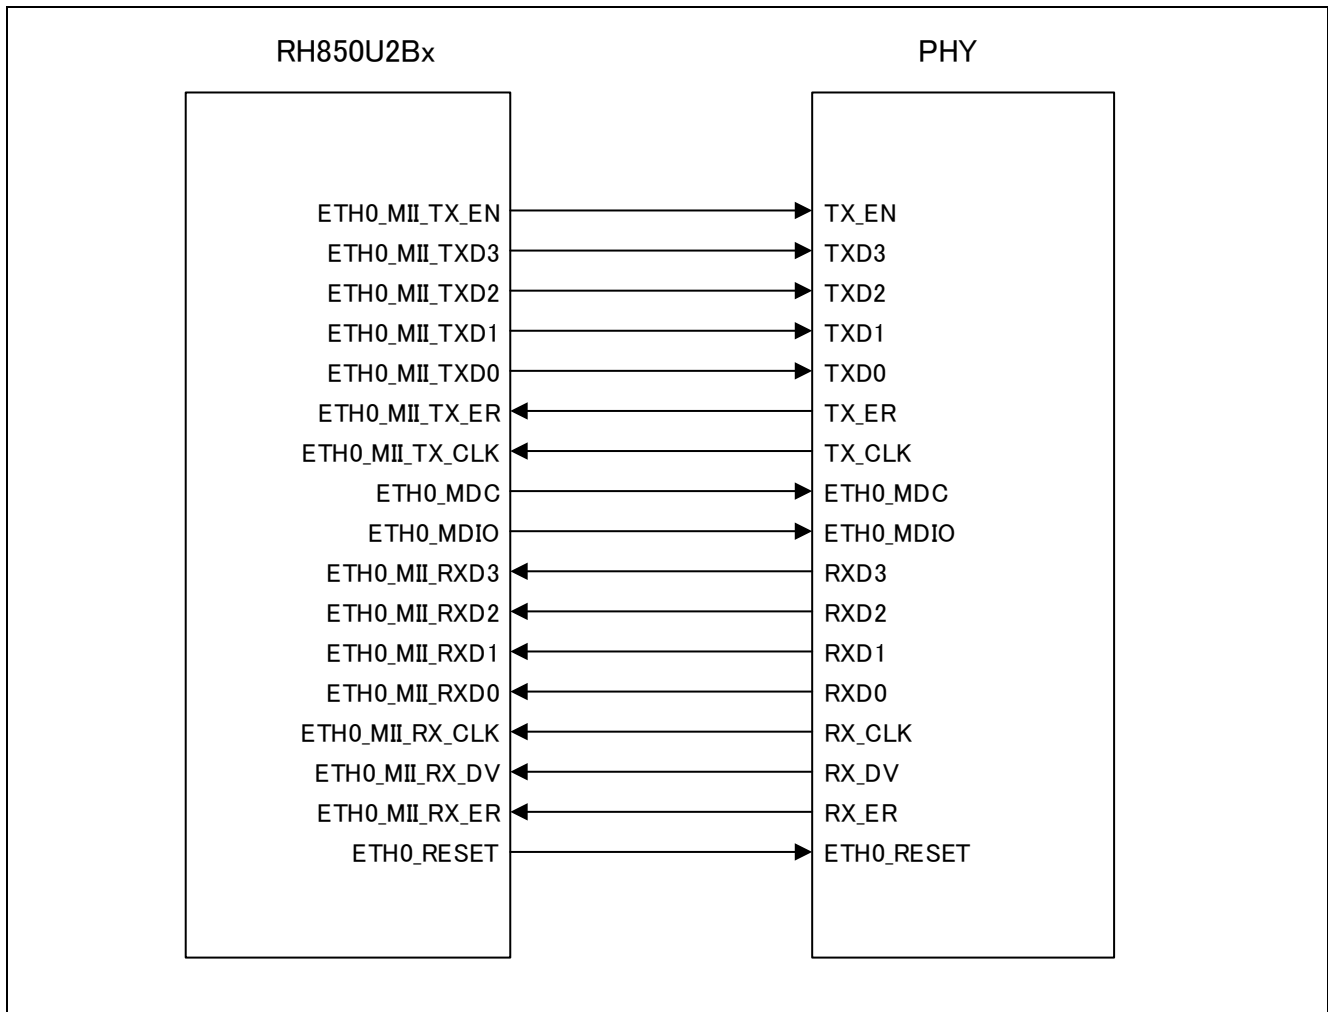 RH850U2Bx PHY
ETH0_MII_TX_EN TX_EN
ETH0_MII_TXD3 TXD3
ETH0_MII_TXD2 TXD2
ETH0_MII_TXD1 TXD1
ETH0_MII_TXD0 TXD0
ETH0_MII_TX_ER TX_ER
ETH0_MII_TX_CLK TX_CLK
ETH0_MDC ETH0_MDC
ETH0_MDIO ETH0_MDIO
ETH0_MII_RXD3 RXD3
ETH0_MII_RXD2 RXD2
ETH0_MII_RXD1 RXD1
ETH0_MII_RXD0 RXD0
ETH0_MII_RX_CLK RX_CLK
ETH0_MII_RX_DV RX_DV
ETH0_MII_RX_ER RX_ER
ETH0_RESET ETH0_RESET